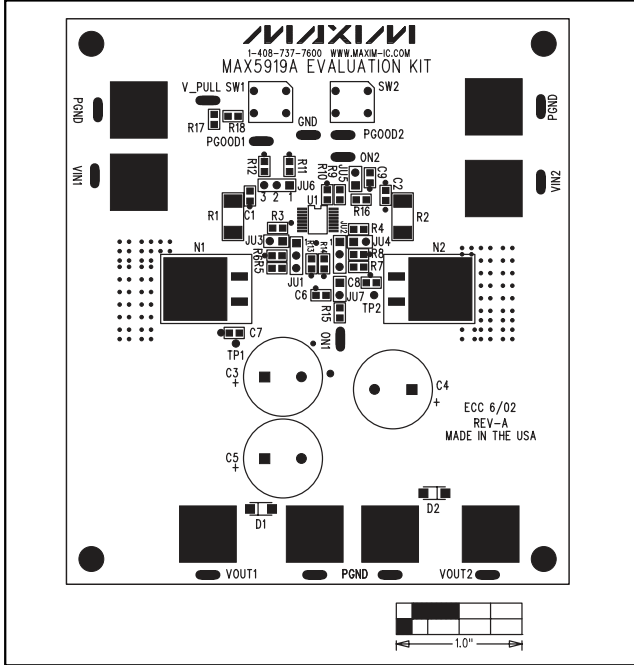 MAXIM
1-408-737-7600 WWW.MAXIM-IC.COM
MAX5919A EVALUATION KIT
V_PULL SW1 SW2
PGND
PGND
R17 R18
GND
PGOOD1
PGOOD2
ON2
VIN1
VIN2
R12
R11
R10
R9
JU5
C9
C2
JU6
3 2 1
U1
R1
C1
R16
R2
R3
R4
JU2
N1
JU3
JU4
N2
R6
R5
R13
R14
R8
R7
JU1
C6
C8
JU7
TP2
R15
ON1
C7
TP1
C3
+
C4
+
ECC 6/02
REV-A
MADE IN THE USA
C5
+
D1
D2
VOUT1
PGND
VOUT2
1.0"